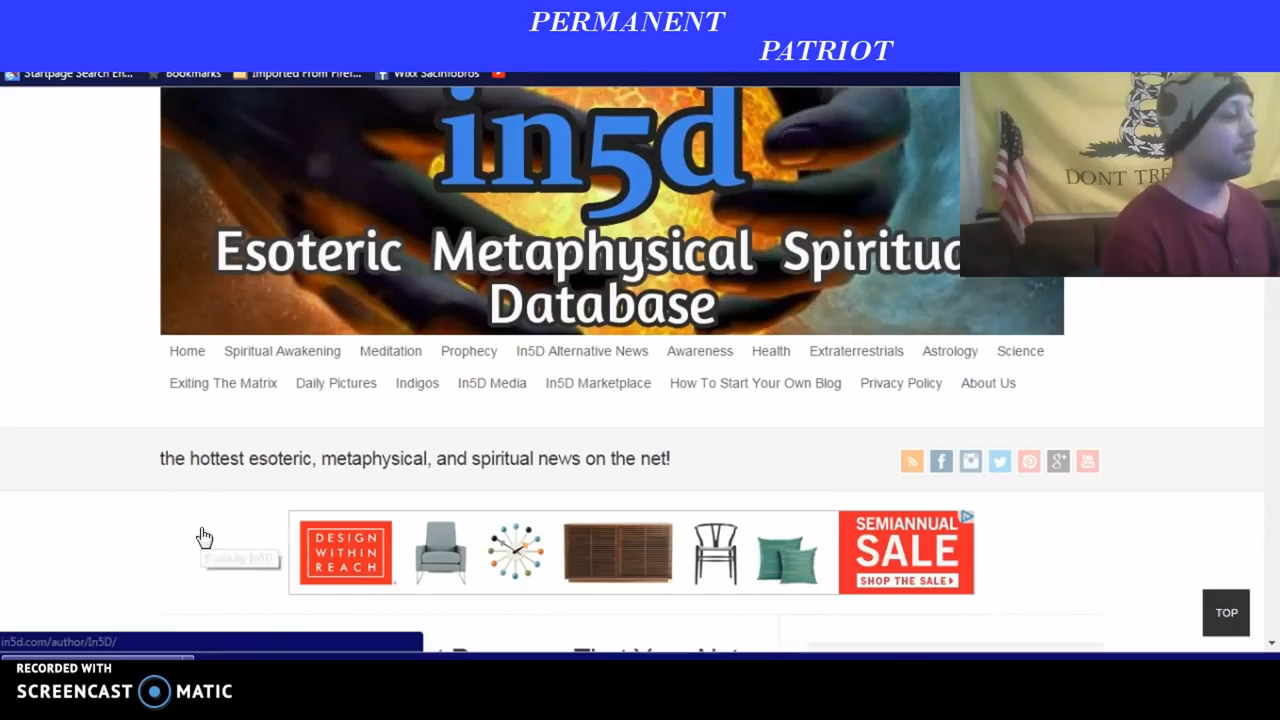 PERMANENT
PATRIOT
Startpage Search En... Bookmarks Imported From Firef... Wixx Sacinfobros
in5d
Esoteric Metaphysical Spiritua
Database
DONT TRE
Home Spiritual Awakening Meditation Prophecy In5D Alternative News Awareness Health Extraterrestrials Astrology Science
Exiting The Matrix Daily Pictures Indigos In5D Media In5D Marketplace How To Start Your Own Blog Privacy Policy About Us
the hottest esoteric, metaphysical, and spiritual news on the net!
DESIGN
WITHIN
REACH
SEMIANNUAL
SALE
SHOP THE SALE
Posts by In5D
TOP
in5d.com/author/In5D/
RECORDED WITH
SCREENCAST MATIC